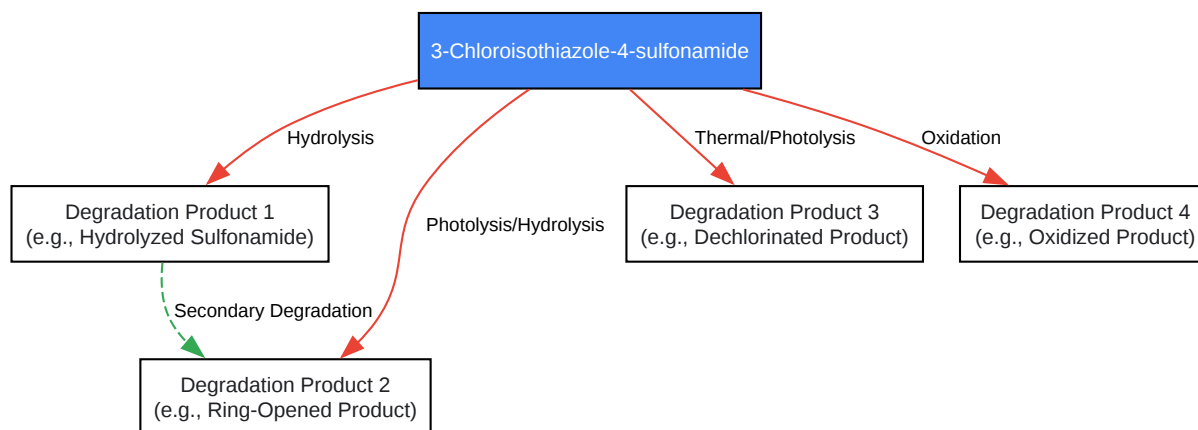 3-Chloroisothiazole-4-sulfonamide
Hydrolysis
Thermal/Photolysis
Oxidation
Degradation Product 1
(e.g., Hydrolyzed Sulfonamide)
Photolysis/Hydrolysis
Degradation Product 3
(e.g., Dechlorinated Product)
Degradation Product 4
(e.g., Oxidized Product)
Secondary Degradation
Degradation Product 2
(e.g., Ring-Opened Product)